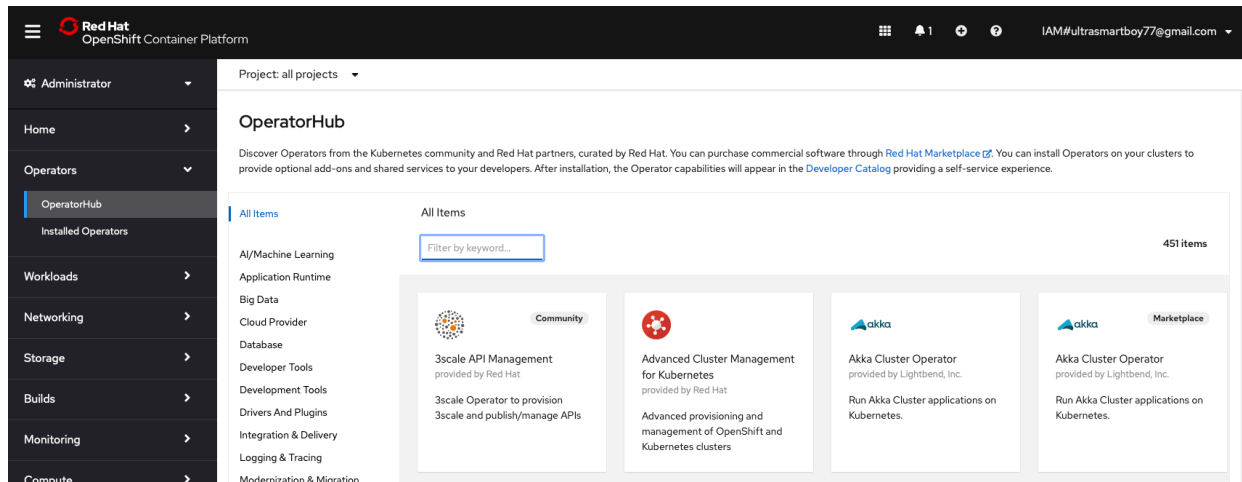 Red Hat
OpenShift Container Platform
1
IAM#ultrasmartboy77@gmail.com
Administrator
Home
Operators
OperatorHub
Installed Operators
Workloads
Networking
Storage
Builds
Monitoring
Compute
Project: all projects
OperatorHub
Discover Operators from the Kubernetes community and Red Hat partners, curated by Red Hat. You can purchase commercial software through Red Hat Marketplace. You can install Operators on your clusters to
provide optional add-ons and shared services to your developers. After installation, the Operator capabilities will appear in the Developer Catalog providing a self-service experience.
All Items
AI/Machine Learning
Application Runtime
Big Data
Cloud Provider
Database
Developer Tools
Development Tools
Drivers And Plugins
Integration & Delivery
Logging & Tracing
Modernization & Migration
All Items
Filter by keyword...
451 items
Community
3scale API Management
provided by Red Hat
3scale Operator to provision
3scale and publish/manage APIs
Advanced Cluster Management
for Kubernetes
provided by Red Hat
Advanced provisioning and
management of OpenShift and
Kubernetes clusters
akka
Akka Cluster Operator
provided by Lightbend, Inc.
Run Akka Cluster applications on
Kubernetes.
akka
Marketplace
Akka Cluster Operator
provided by Lightbend, Inc.
Run Akka Cluster applications on
Kubernetes.